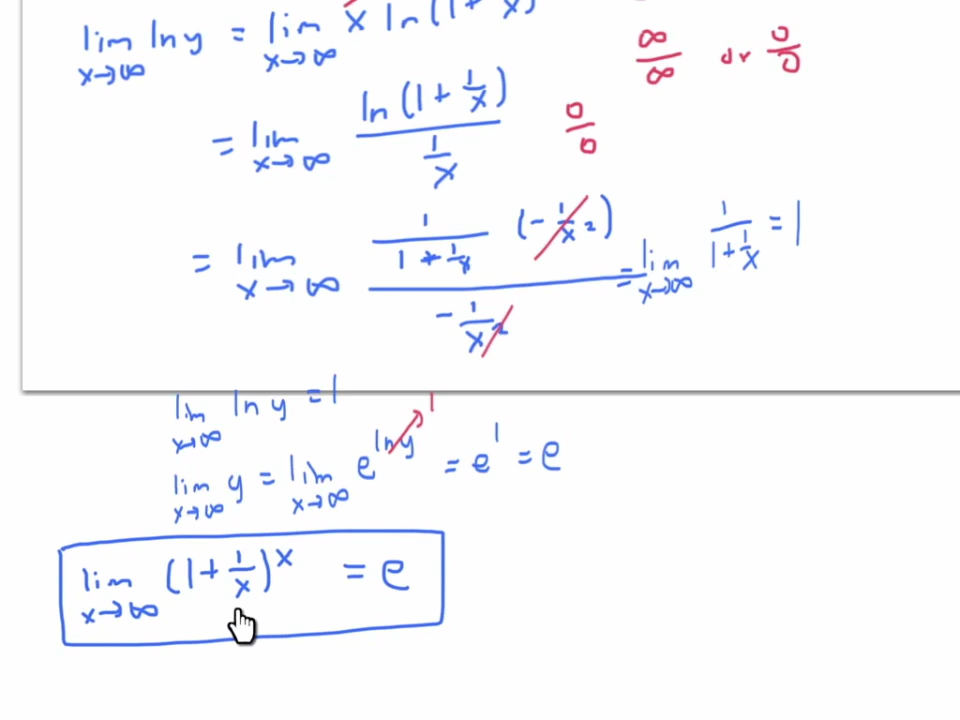 lim x→∞ ln y = lim x→∞ x ln(1 + 1/x)
∞/∞ or 0/0
= lim x→∞ ln(1 + 1/x) / (1/x) 0/0
= lim x→∞ (1/(1 + 1/x)) (-1/x²) / (-1/x²) = lim x→∞ 1/(1 + 1/x) = 1
lim x→∞ ln y = 1
lim x→∞ y = lim x→∞ e^(ln y) → 1 = e^1 = e
lim x→∞ (1 + 1/x)^x = e